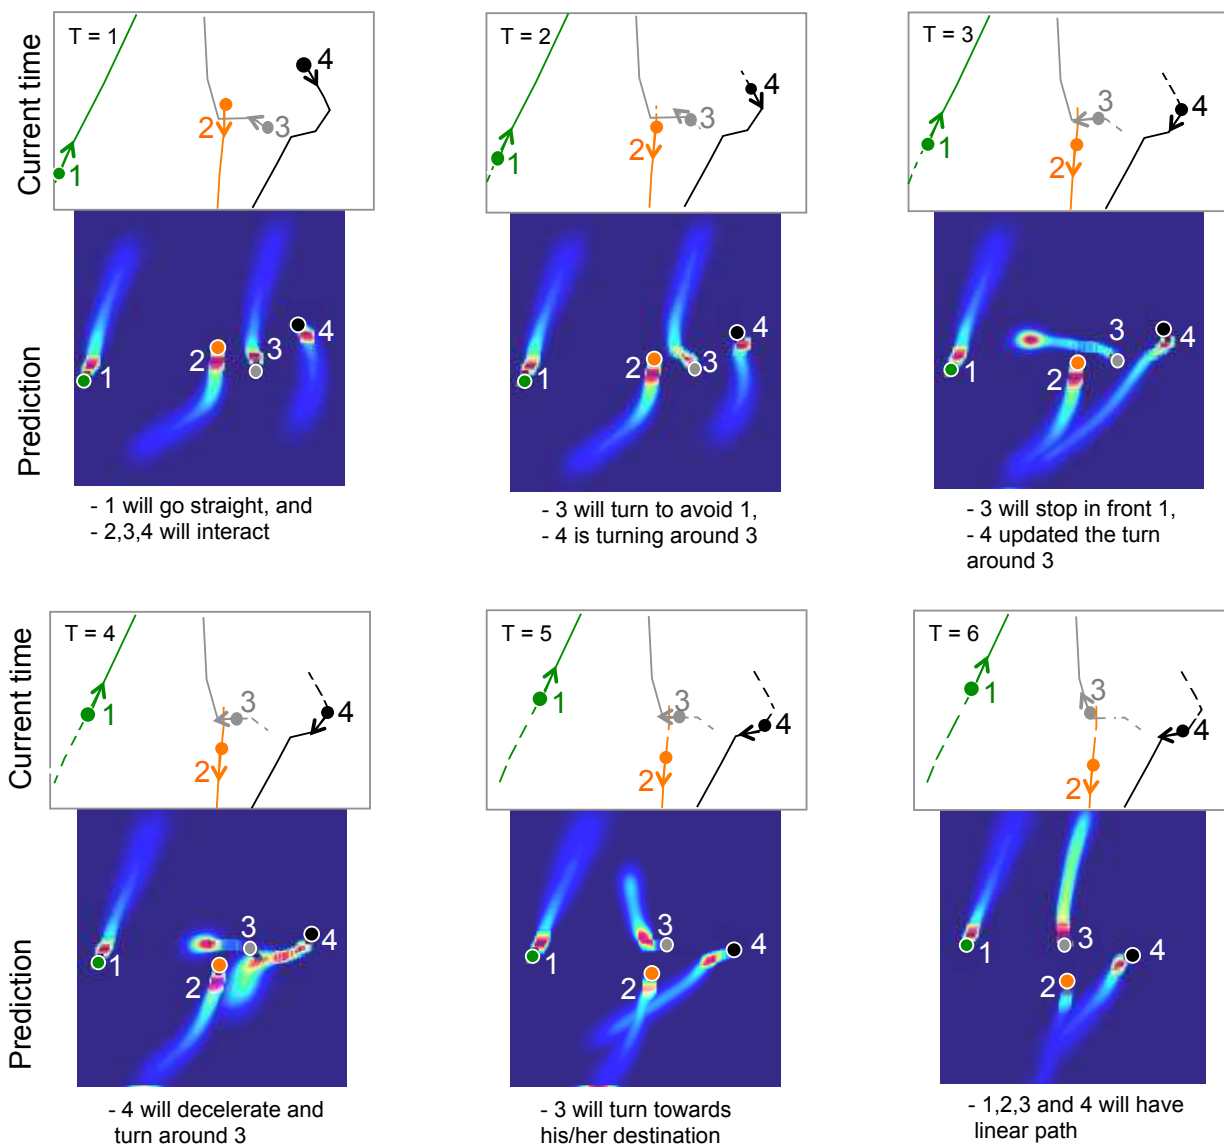 Current time
T = 1
1
2
3
4
T = 2
1
2
3
4
T = 3
1
2
3
4
Prediction
1
2
3
4
1
2
3
4
1
2
3
4
- 1 will go straight, and
- 2,3,4 will interact
- 3 will turn to avoid 1,
- 4 is turning around 3
- 3 will stop in front 1,
- 4 updated the turn
around 3
Current time
T = 4
1
2
3
4
T = 5
1
2
3
4
T = 6
1
2
3
4
Prediction
1
2
3
4
1
2
3
4
1
2
3
4
- 4 will decelerate and
turn around 3
- 3 will turn towards
his/her destination
- 1,2,3 and 4 will have
linear path